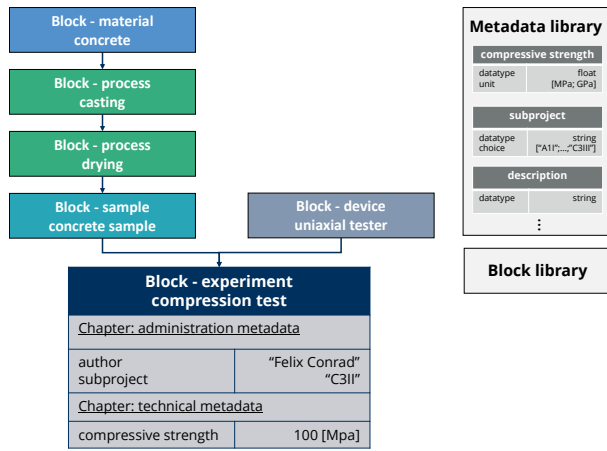 Block - material
concrete
Block - process
casting
Block - process
drying
Block - sample
concrete sample
Block - device
uniaxial tester
Block - experiment
compression test
Chapter: administration metadata
author “Felix Conrad”
subproject “C3II”
Chapter: technical metadata
compressive strength 100 [Mpa]
Metadata library
compressive strength
datatype float
unit [MPa; GPa]
subproject
datatype string
choice [“A1I”;...;“C3III”]
description
datatype string
⋮
Block library